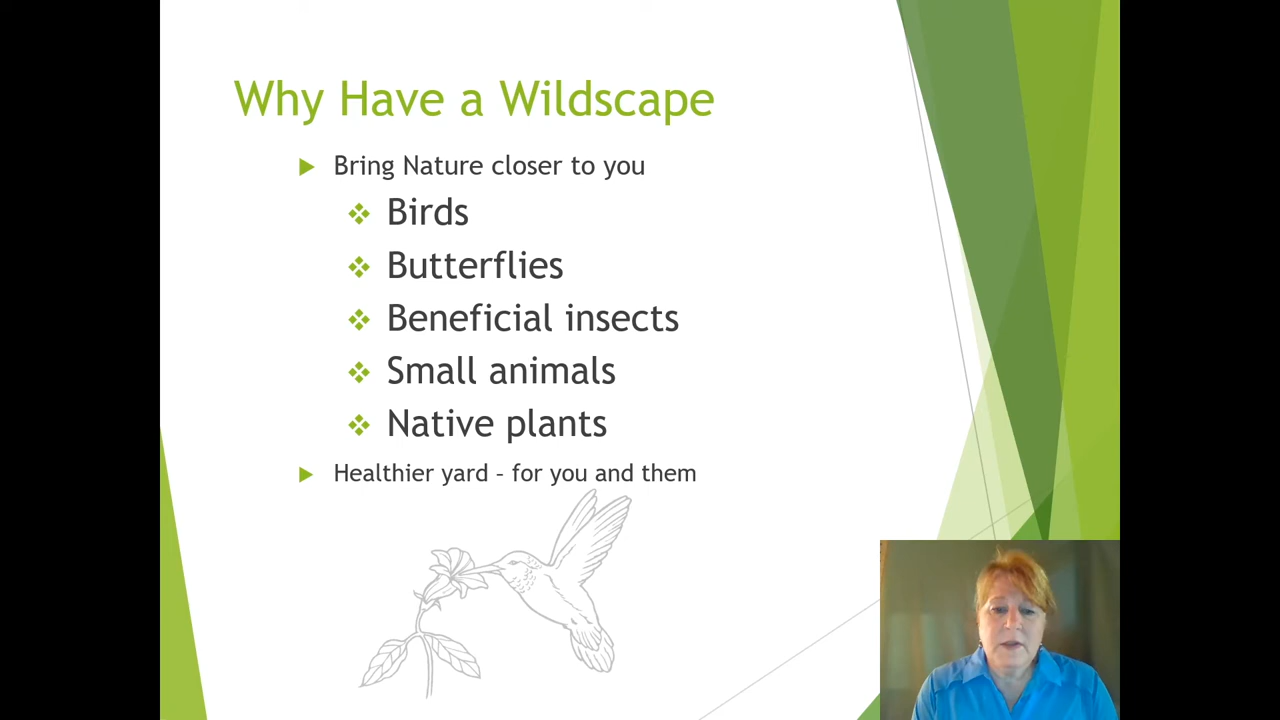 Why Have a Wildscape
Bring Nature closer to you
Birds
Butterflies
Beneficial insects
Small animals
Native plants
Healthier yard – for you and them